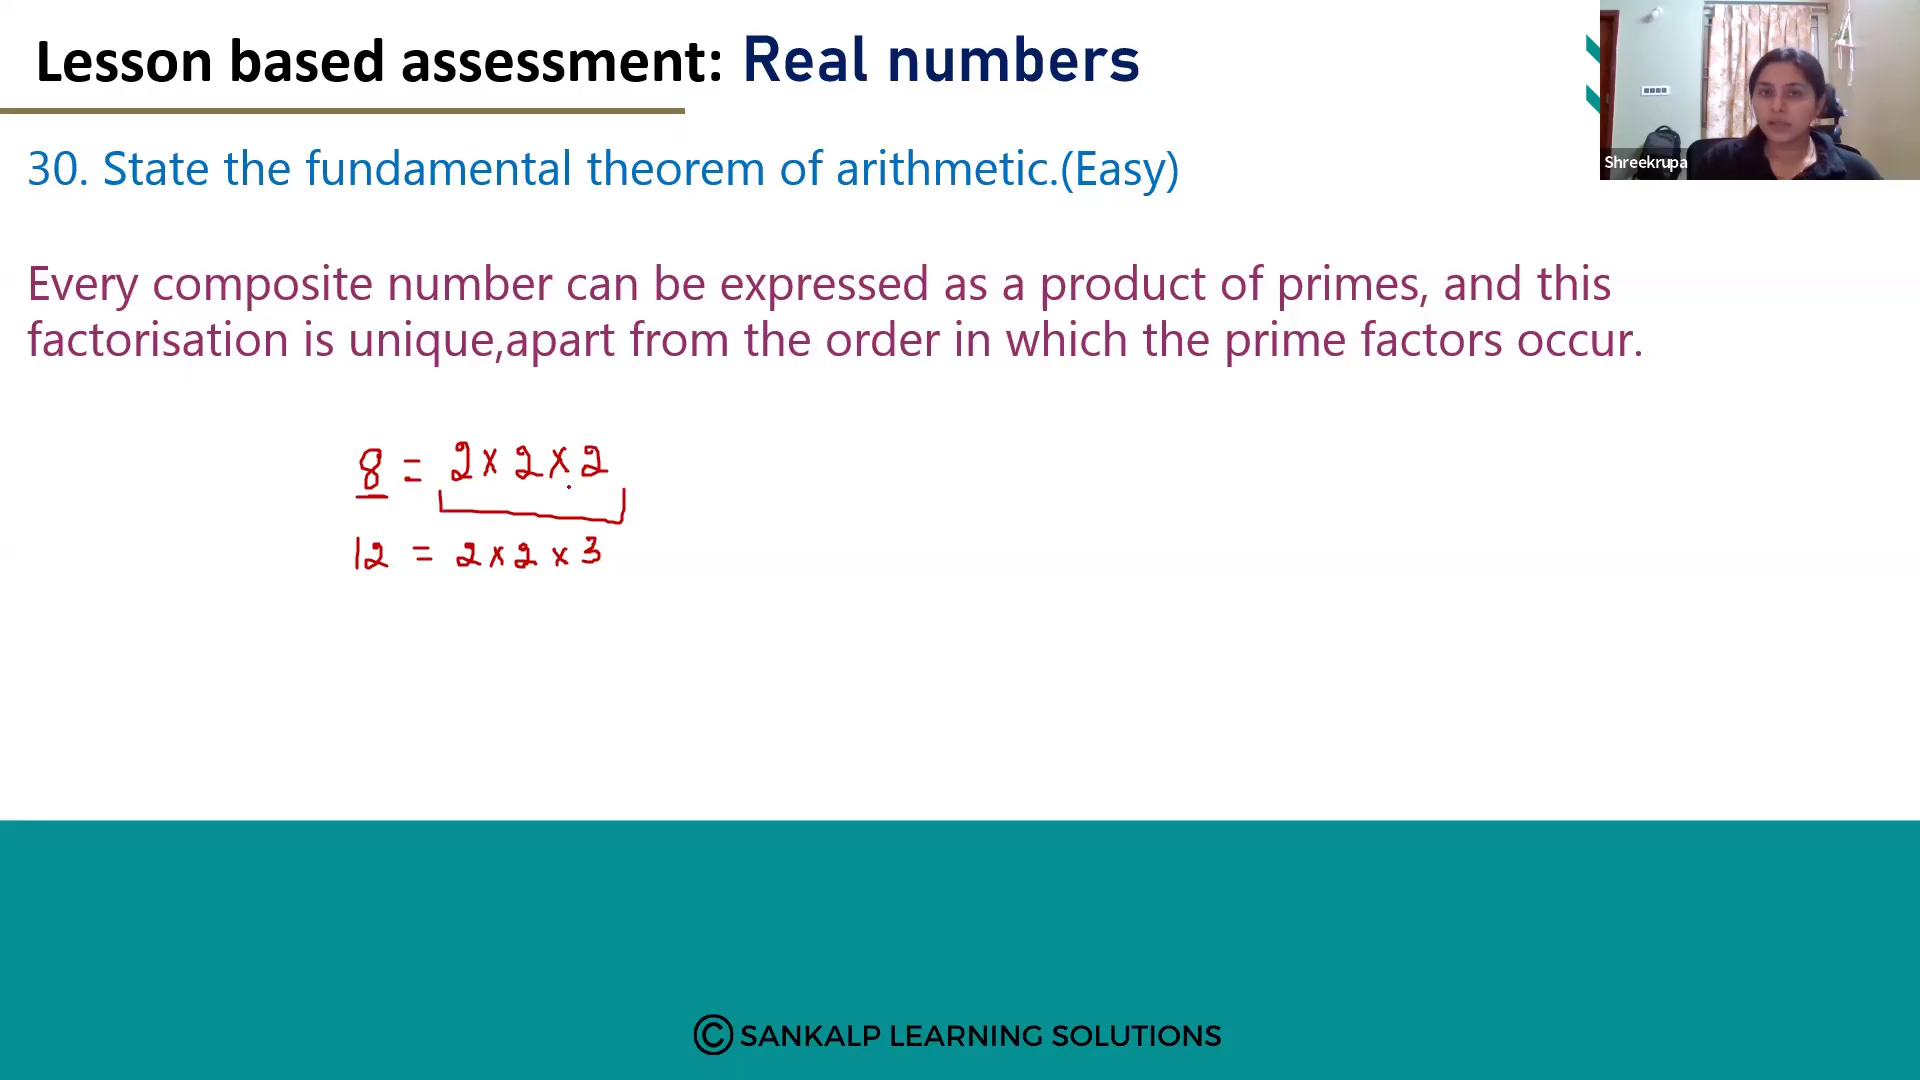 Lesson based assessment: Real numbers
Shreekrupa
30. State the fundamental theorem of arithmetic.(Easy)
Every composite number can be expressed as a product of primes, and this
factorisation is unique,apart from the order in which the prime factors occur.
8 = 2 × 2 × 2
12 = 2 × 2 × 3
© SANKALP LEARNING SOLUTIONS